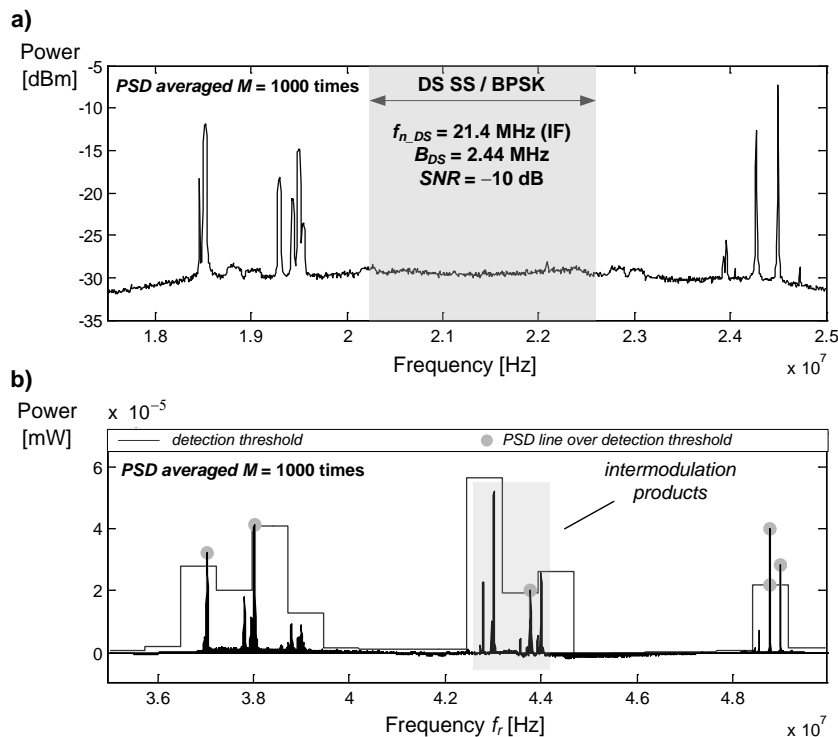 a)
Power
[dBm]
PSD averaged M = 1000 times
DS SS / BPSK
f_n_DS = 21.4 MHz (IF)
B_DS = 2.44 MHz
SNR = −10 dB
-5
-10
-15
-20
-25
-30
-35
1.8 1.9 2 2.1 2.2 2.3 2.4 2.5
Frequency [Hz]
x 10^7
b)
Power
[mW]
x 10^−5
detection threshold
PSD line over detection threshold
PSD averaged M = 1000 times
intermodulation
products
6
4
2
0
3.6 3.8 4 4.2 4.4 4.6 4.8
Frequency f_r [Hz]
x 10^7